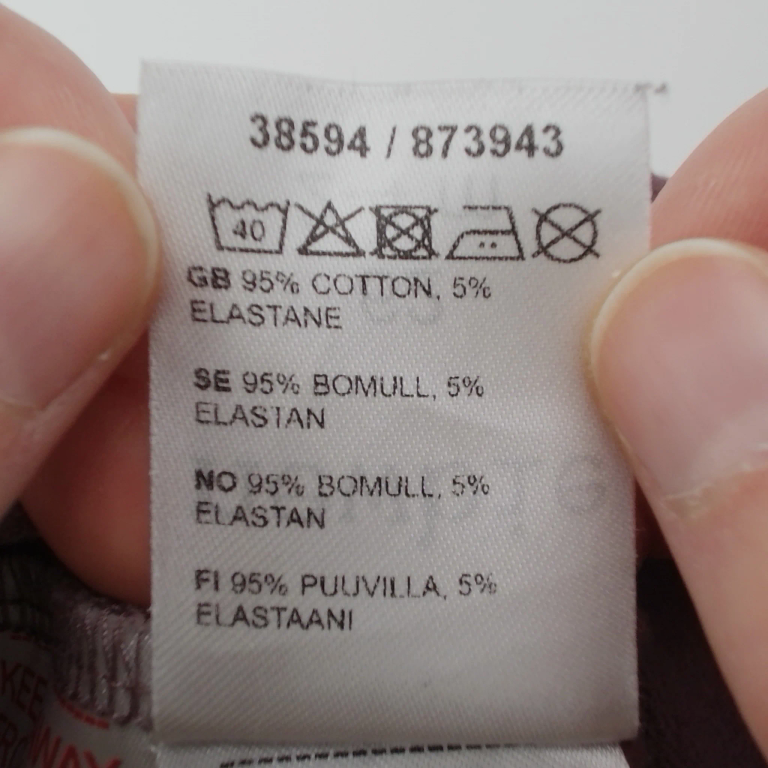 38594 / 873943
40
GB 95% COTTON, 5%
ELASTANE
SE 95% BOMULL, 5%
ELASTAN
NO 95% BOMULL, 5%
ELASTAN
FI 95% PUUVILLA, 5%
ELASTAANI